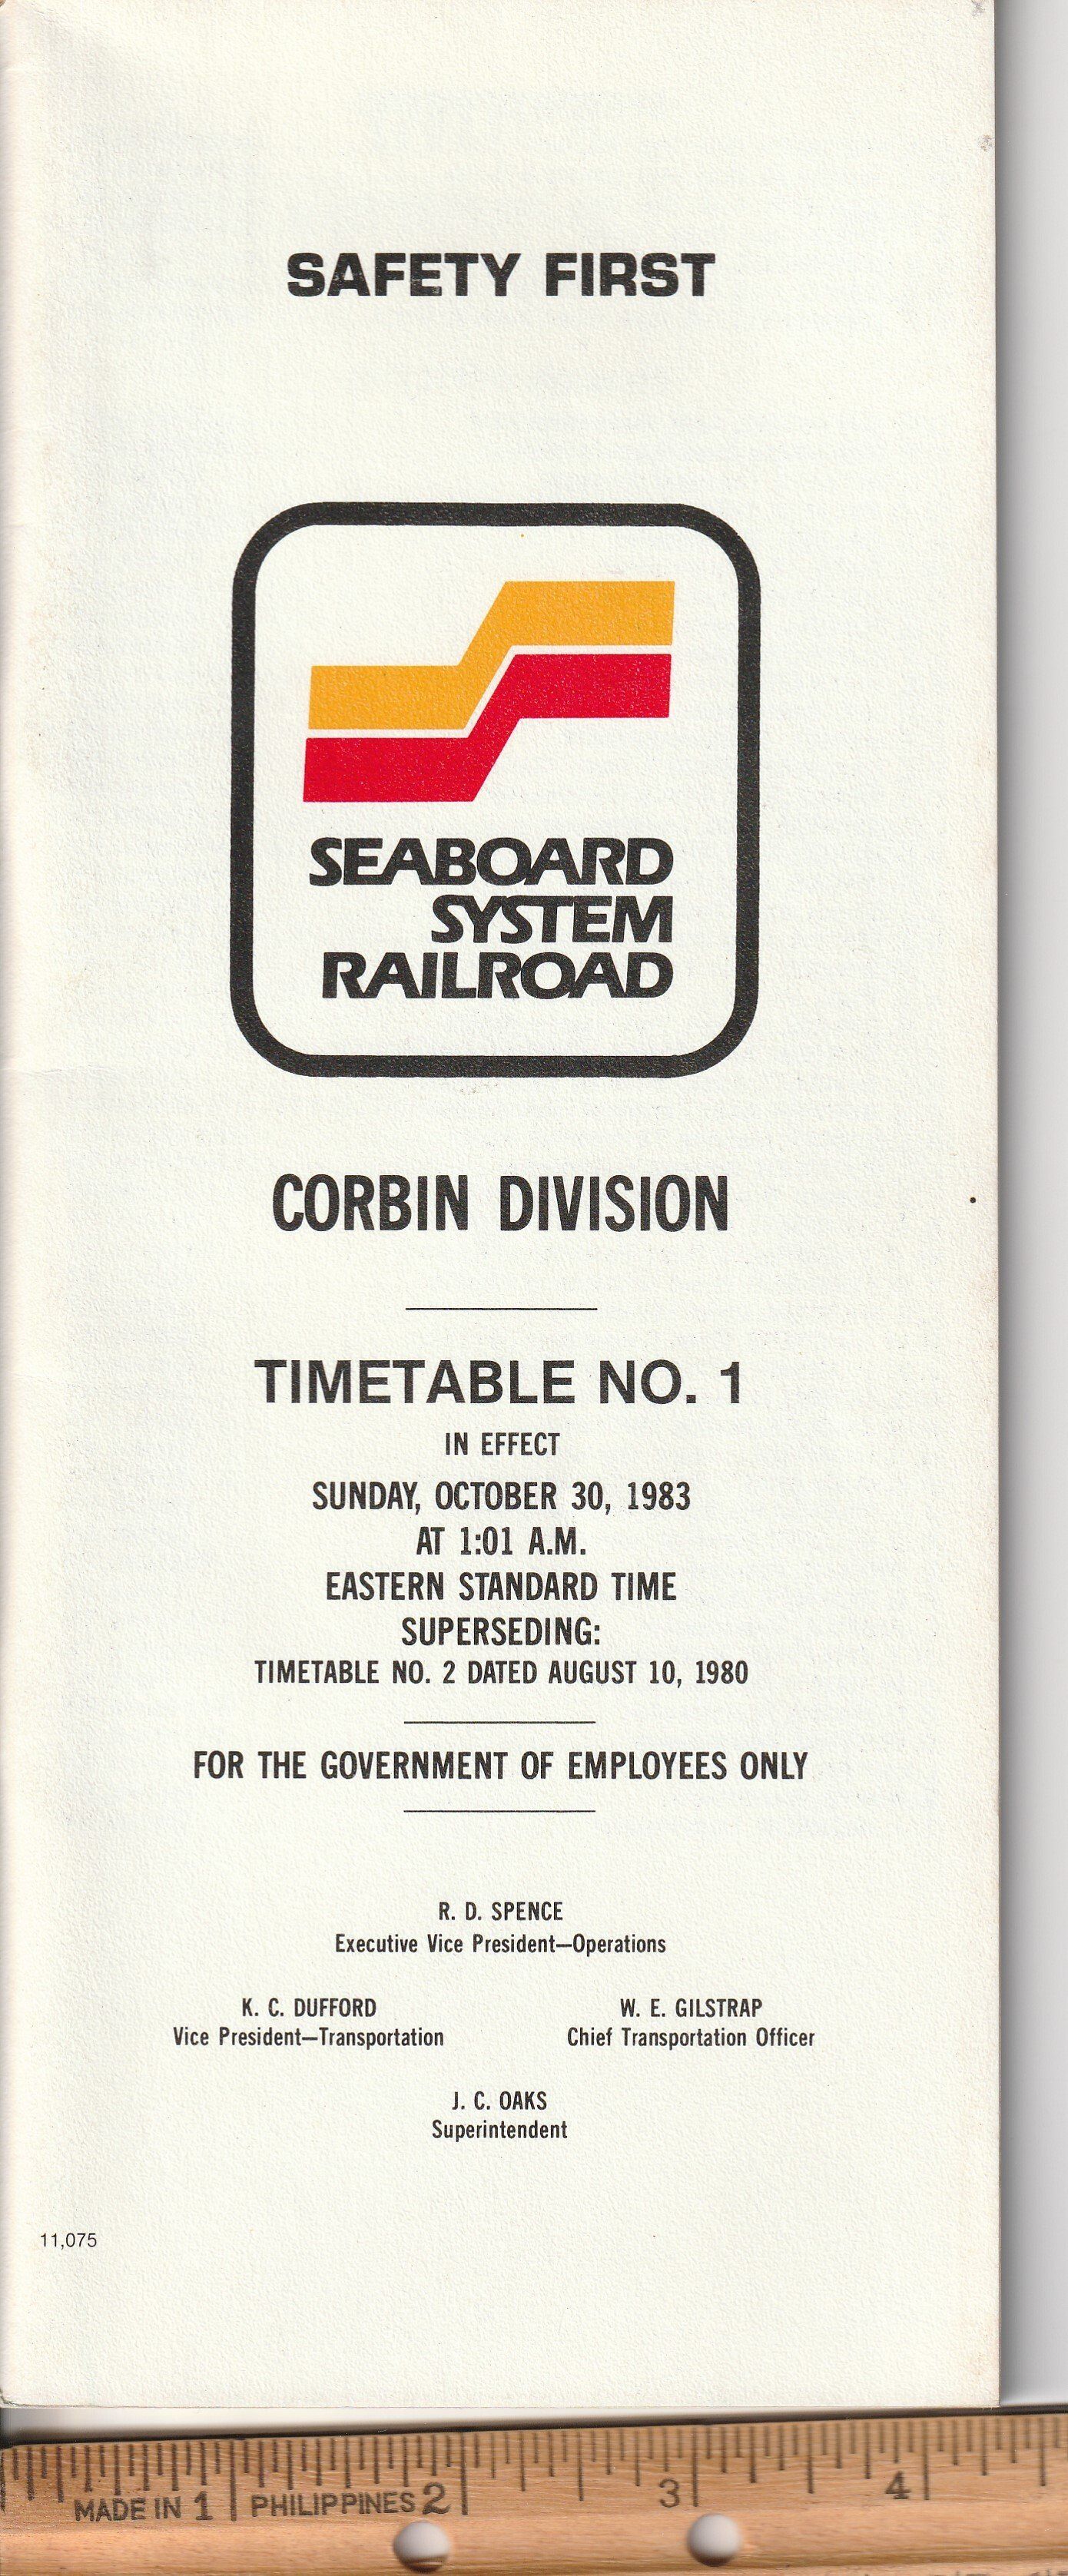 SAFETY FIRST
SEABOARD
SYSTEM
RAILROAD
CORBIN DIVISION
TIMETABLE NO. 1
IN EFFECT
SUNDAY, OCTOBER 30, 1983
AT 1:01 A.M.
EASTERN STANDARD TIME
SUPERSEDING:
TIMETABLE NO. 2 DATED AUGUST 10, 1980
FOR THE GOVERNMENT OF EMPLOYEES ONLY
R. D. SPENCE
Executive Vice President—Operations
K. C. DUFFORD
Vice President—Transportation
W. E. GILSTRAP
Chief Transportation Officer
J. C. OAKS
Superintendent
11,075
MADE IN 1 PHILIPPINES 2 3 4